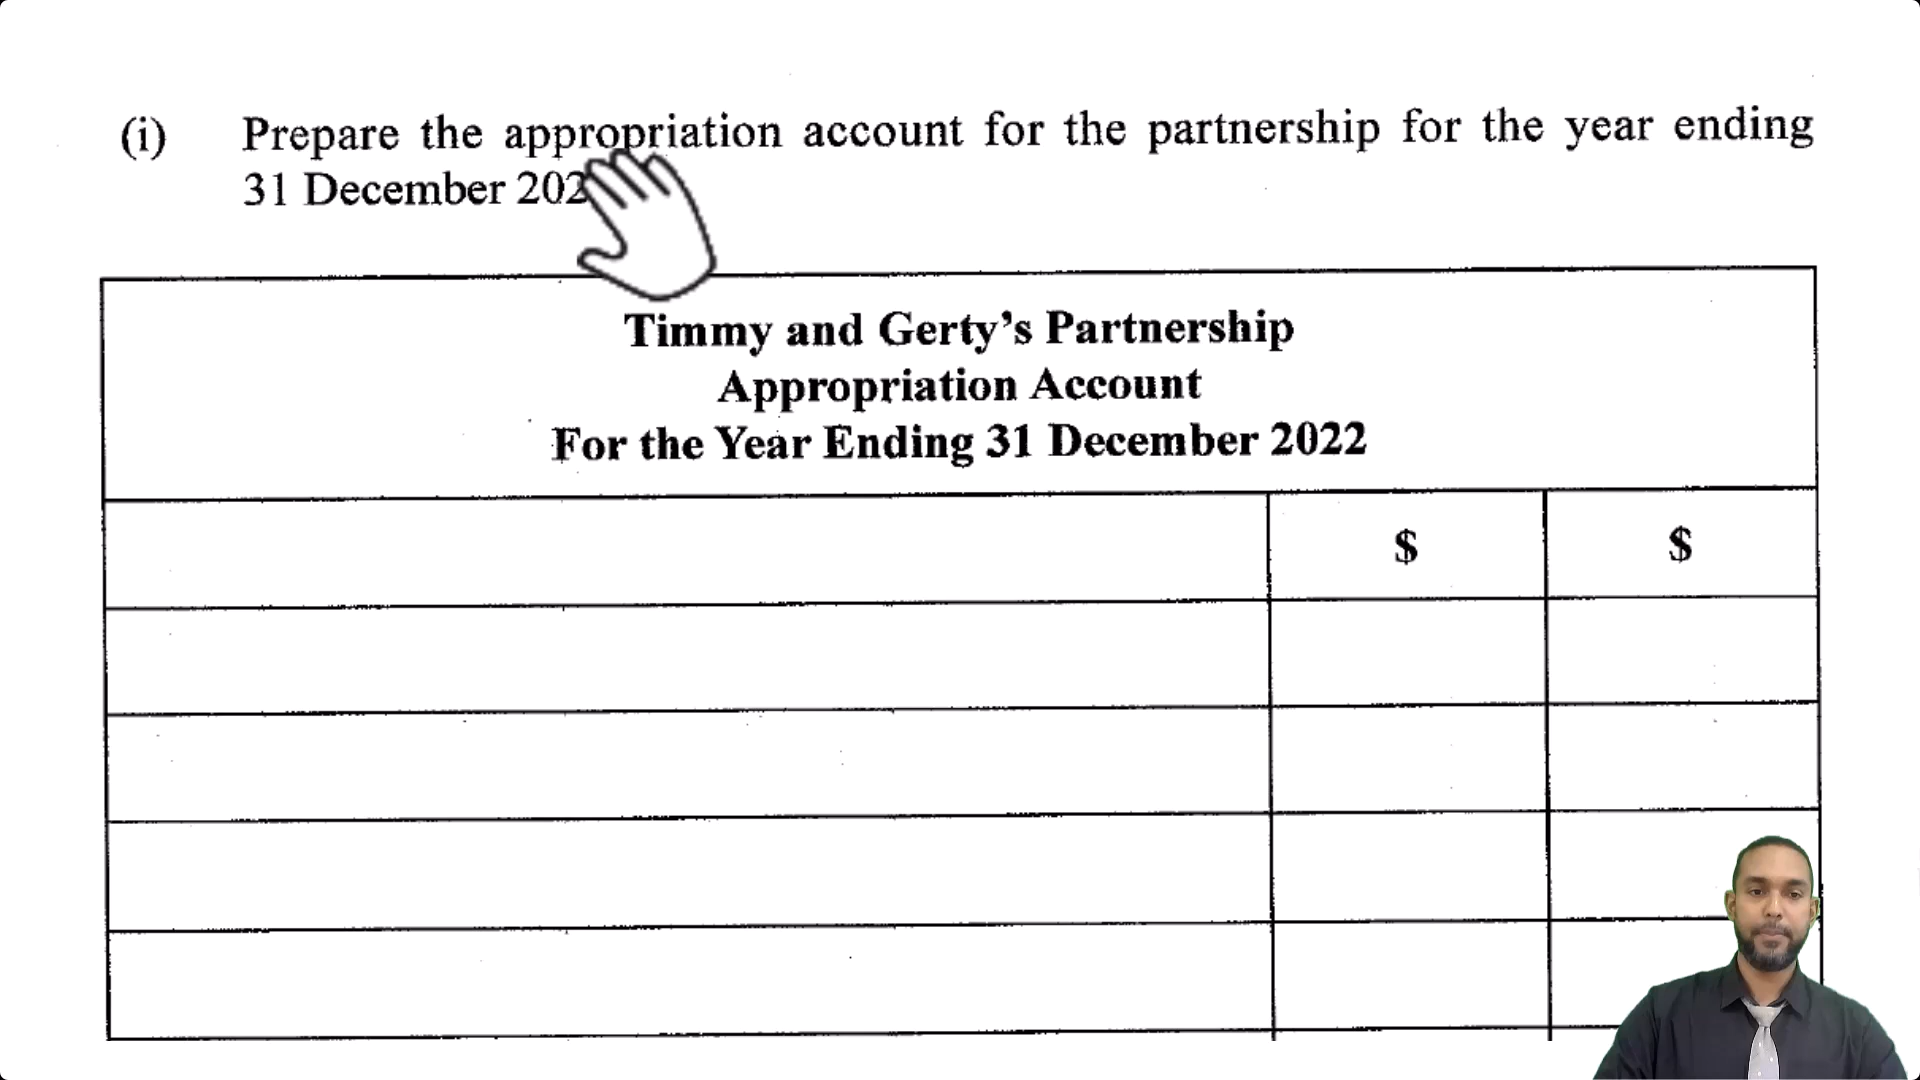 (i) Prepare the appropriation account for the partnership for the year ending
31 December 202
Timmy and Gerty's Partnership
Appropriation Account
For the Year Ending 31 December 2022
$ $